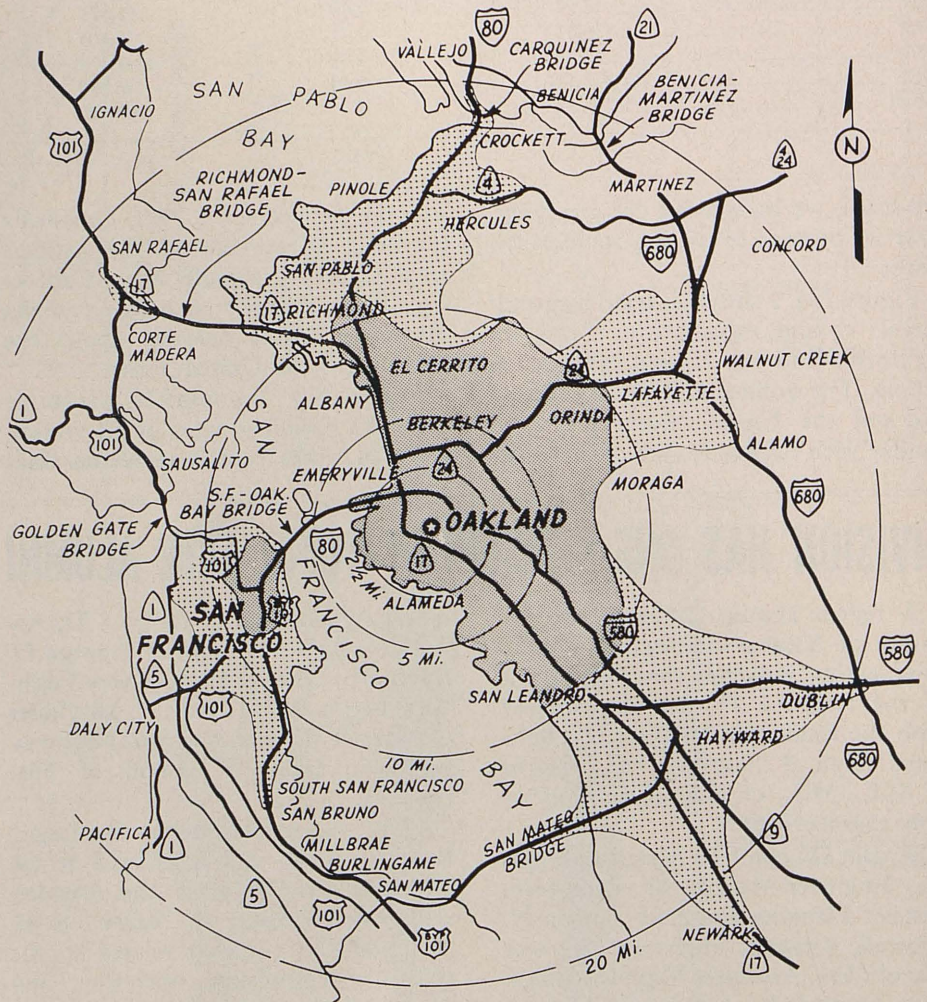 80
21
VALLEJO
CARQUINEZ
BRIDGE
BENICIA
BENICIA-
MARTINEZ
BRIDGE
SAN PABLO
BAY
IGNACIO
101
CROCKETT
N
4
24
RICHMOND-
SAN RAFAEL
BRIDGE
PINOLE
4
MARTINEZ
HERCULES
680
CONCORD
SAN RAFAEL
17
SAN PABLO
17
RICHMOND
CORTE
MADERA
EL CERRITO
24
WALNUT CREEK
LAFAYETTE
ALBANY
BERKELEY
ORINDA
1
101
SAUSALITO
EMERYVILLE
24
ALAMO
MORAGA
S.F.-OAK.
BAY BRIDGE
680
GOLDEN GATE
BRIDGE
80
OAKLAND
17
101
2½ Mi.
ALAMEDA
1
SAN
FRANCISCO
SAN FRANCISCO BAY
5 Mi.
580
5
101
SAN LEANDRO
580
DUBLIN
DALY CITY
HAYWARD
680
10 Mi.
SOUTH SAN FRANCISCO
SAN BRUNO
PACIFICA
1
MILLBRAE
BURLINGAME
SAN MATEO
SAN MATEO
BRIDGE
9
5
101
BYP
101
NEWARK
17
20 Mi.